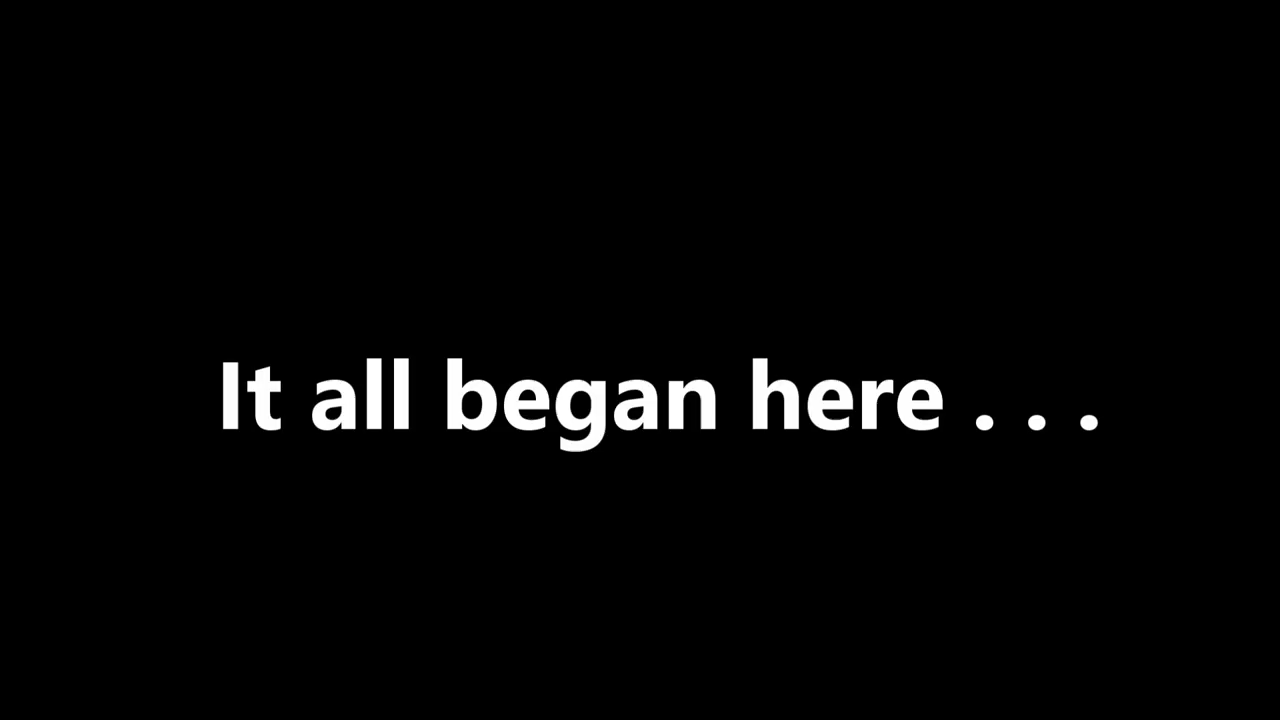 It all began here . . .